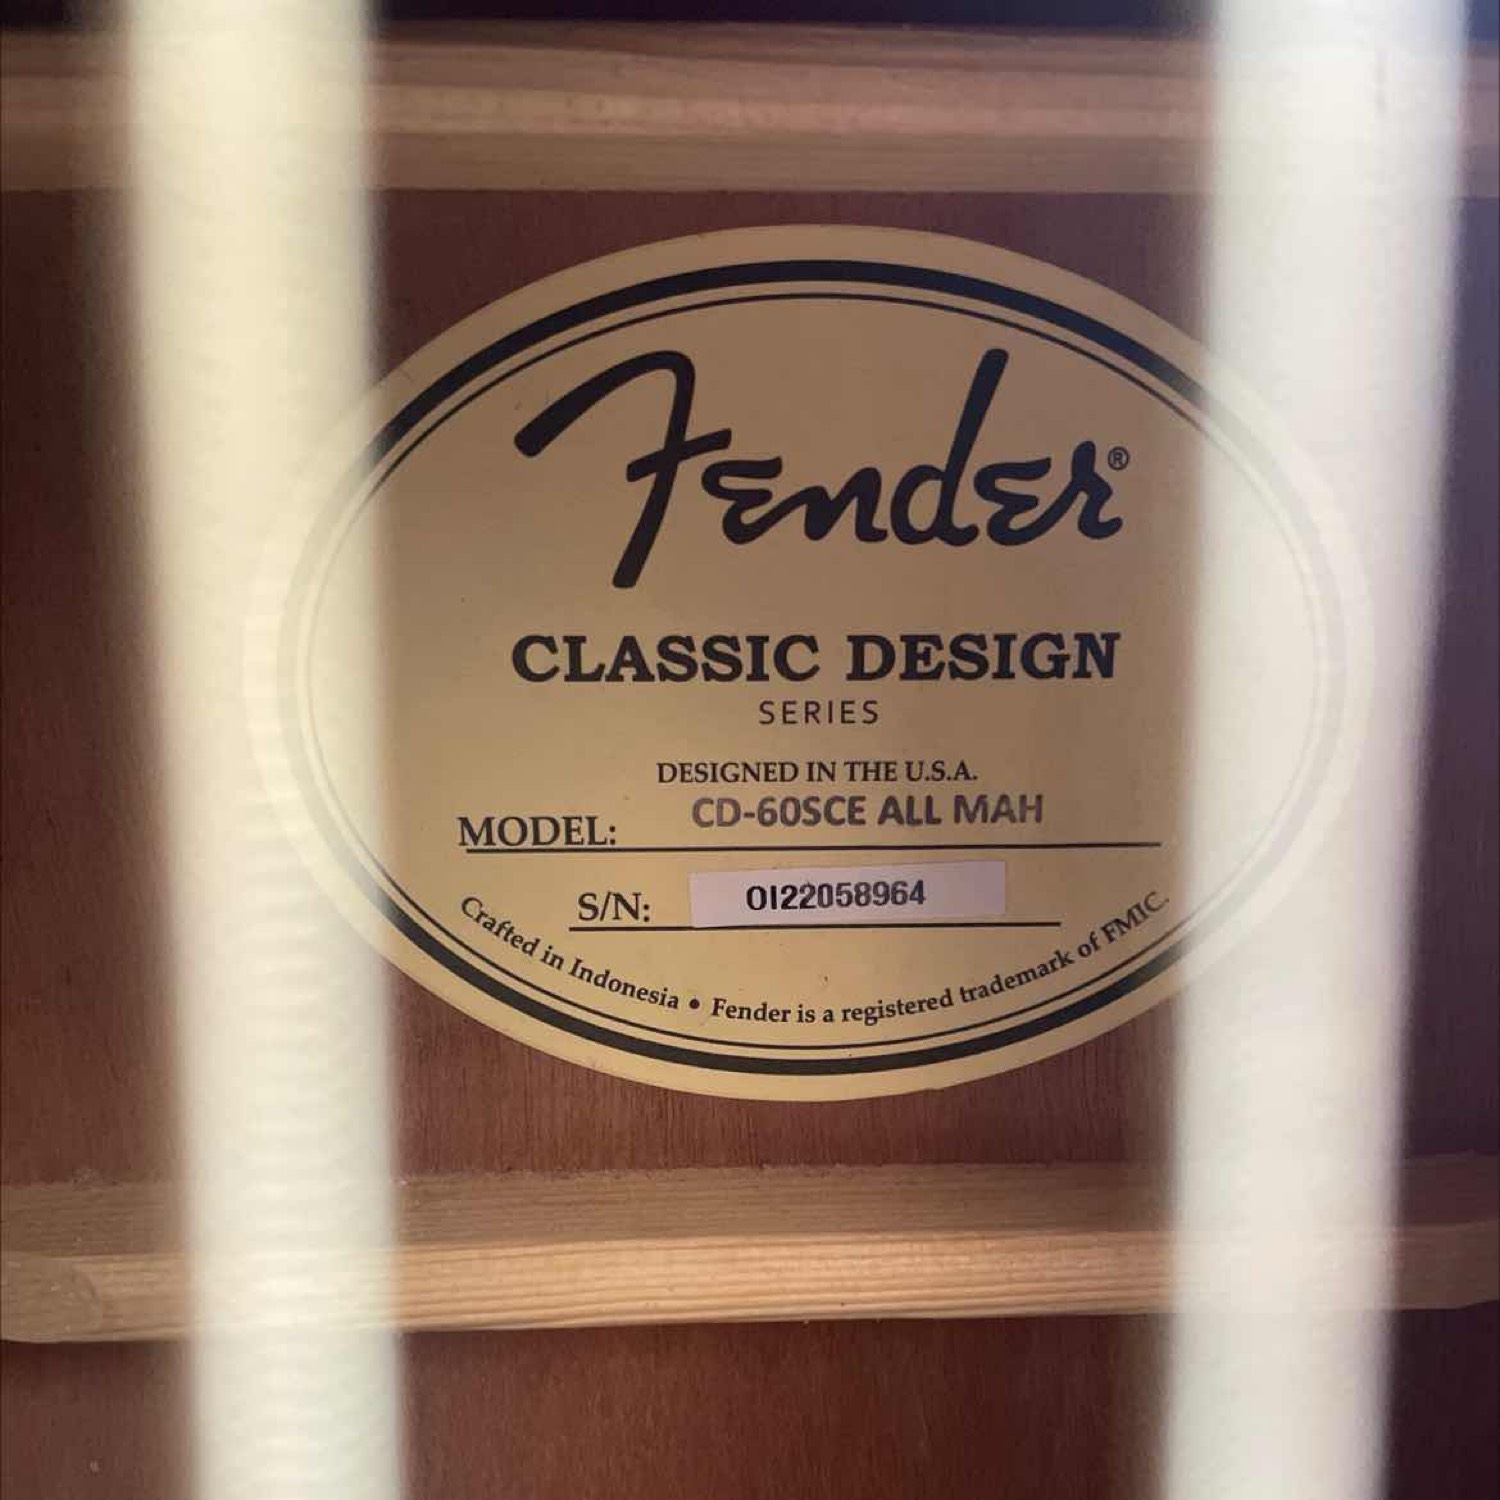 Fender®
CLASSIC DESIGN
SERIES
DESIGNED IN THE U.S.A.
MODEL: CD-60SCE ALL MAH
S/N: OI22058964
Crafted in Indonesia • Fender is a registered trademark of FMIC.